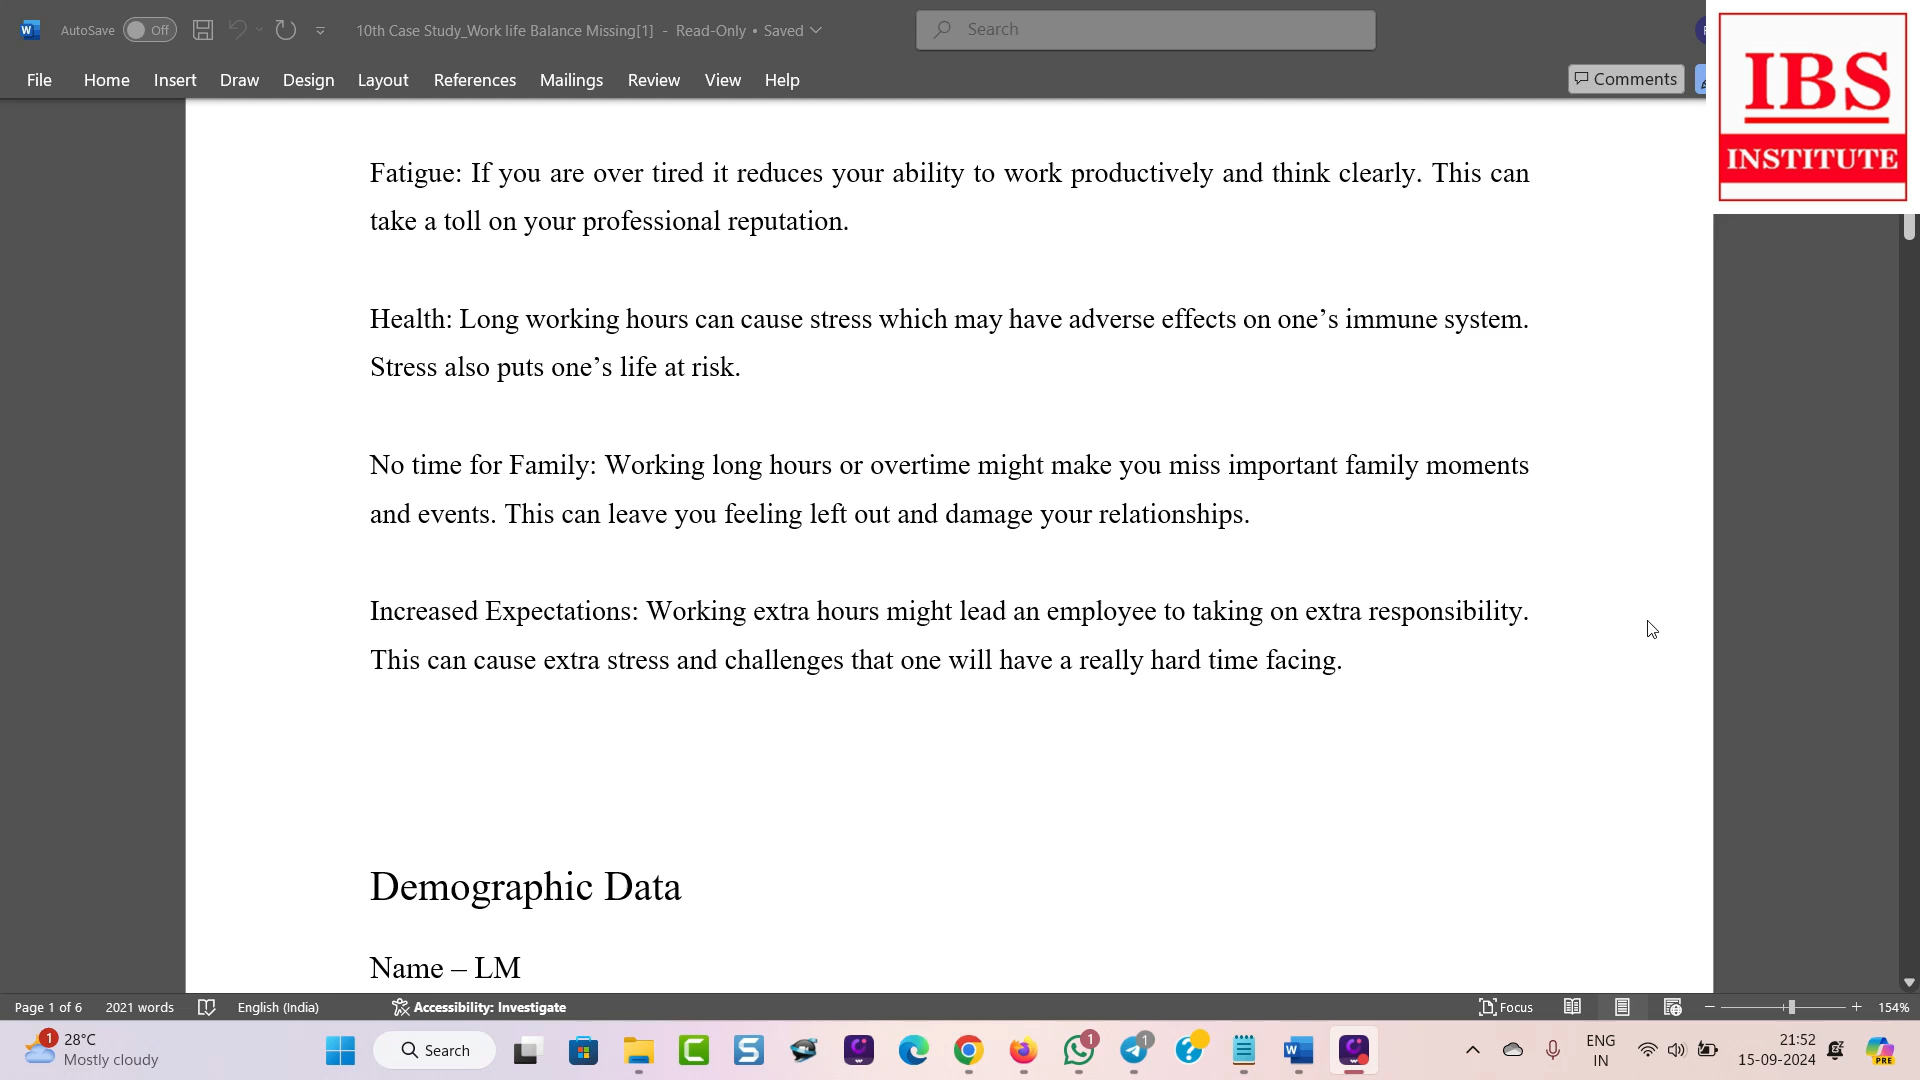 AutoSave Off 10th Case Study_Work life Balance Missing[1] - Read-Only • Saved Search
File Home Insert Draw Design Layout References Mailings Review View Help Comments
IBS
INSTITUTE
Fatigue: If you are over tired it reduces your ability to work productively and think clearly. This can
take a toll on your professional reputation.
Health: Long working hours can cause stress which may have adverse effects on one’s immune system.
Stress also puts one’s life at risk.
No time for Family: Working long hours or overtime might make you miss important family moments
and events. This can leave you feeling left out and damage your relationships.
Increased Expectations: Working extra hours might lead an employee to taking on extra responsibility.
This can cause extra stress and challenges that one will have a really hard time facing.
Demographic Data
Name – LM
Page 1 of 6 2021 words English (India) Accessibility: Investigate Focus 154%
1 28°C
Mostly cloudy
Search
1
1
ENG
IN
21:52
15-09-2024
PRE